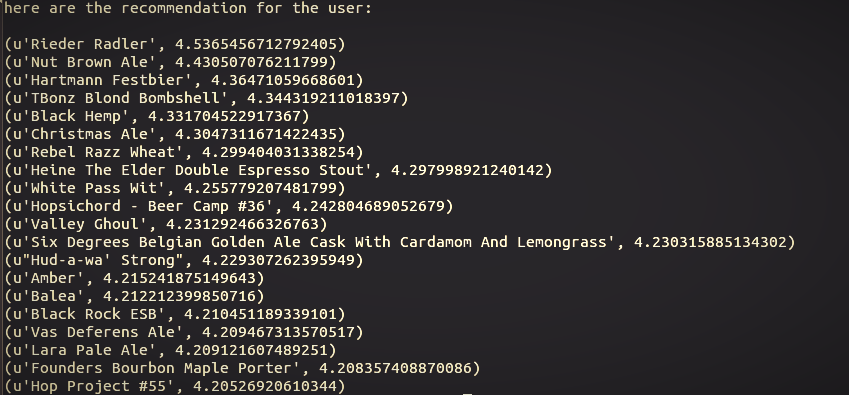 here are the recommendation for the user:
(u'Rieder Radler', 4.5365456712792405)
(u'Nut Brown Ale', 4.430507076211799)
(u'Hartmann Festbier', 4.36471059668601)
(u'TBonz Blond Bombshell', 4.344319211018397)
(u'Black Hemp', 4.331704522917367)
(u'Christmas Ale', 4.3047311671422435)
(u'Rebel Razz Wheat', 4.299404031338254)
(u'Heine The Elder Double Espresso Stout', 4.297998921240142)
(u'White Pass Wit', 4.255779207481799)
(u'Hopsichord - Beer Camp #36', 4.242804689052679)
(u'Valley Ghoul', 4.231292466326763)
(u'Six Degrees Belgian Golden Ale Cask With Cardamom And Lemongrass', 4.230315885134302)
(u"Hud-a-wa' Strong", 4.229307262395949)
(u'Amber', 4.215241875149643)
(u'Balea', 4.212212399850716)
(u'Black Rock ESB', 4.210451189339101)
(u'Vas Deferens Ale', 4.209467313570517)
(u'Lara Pale Ale', 4.209121607489251)
(u'Founders Bourbon Maple Porter', 4.208357408870086)
(u'Hop Project #55', 4.20526920610344)